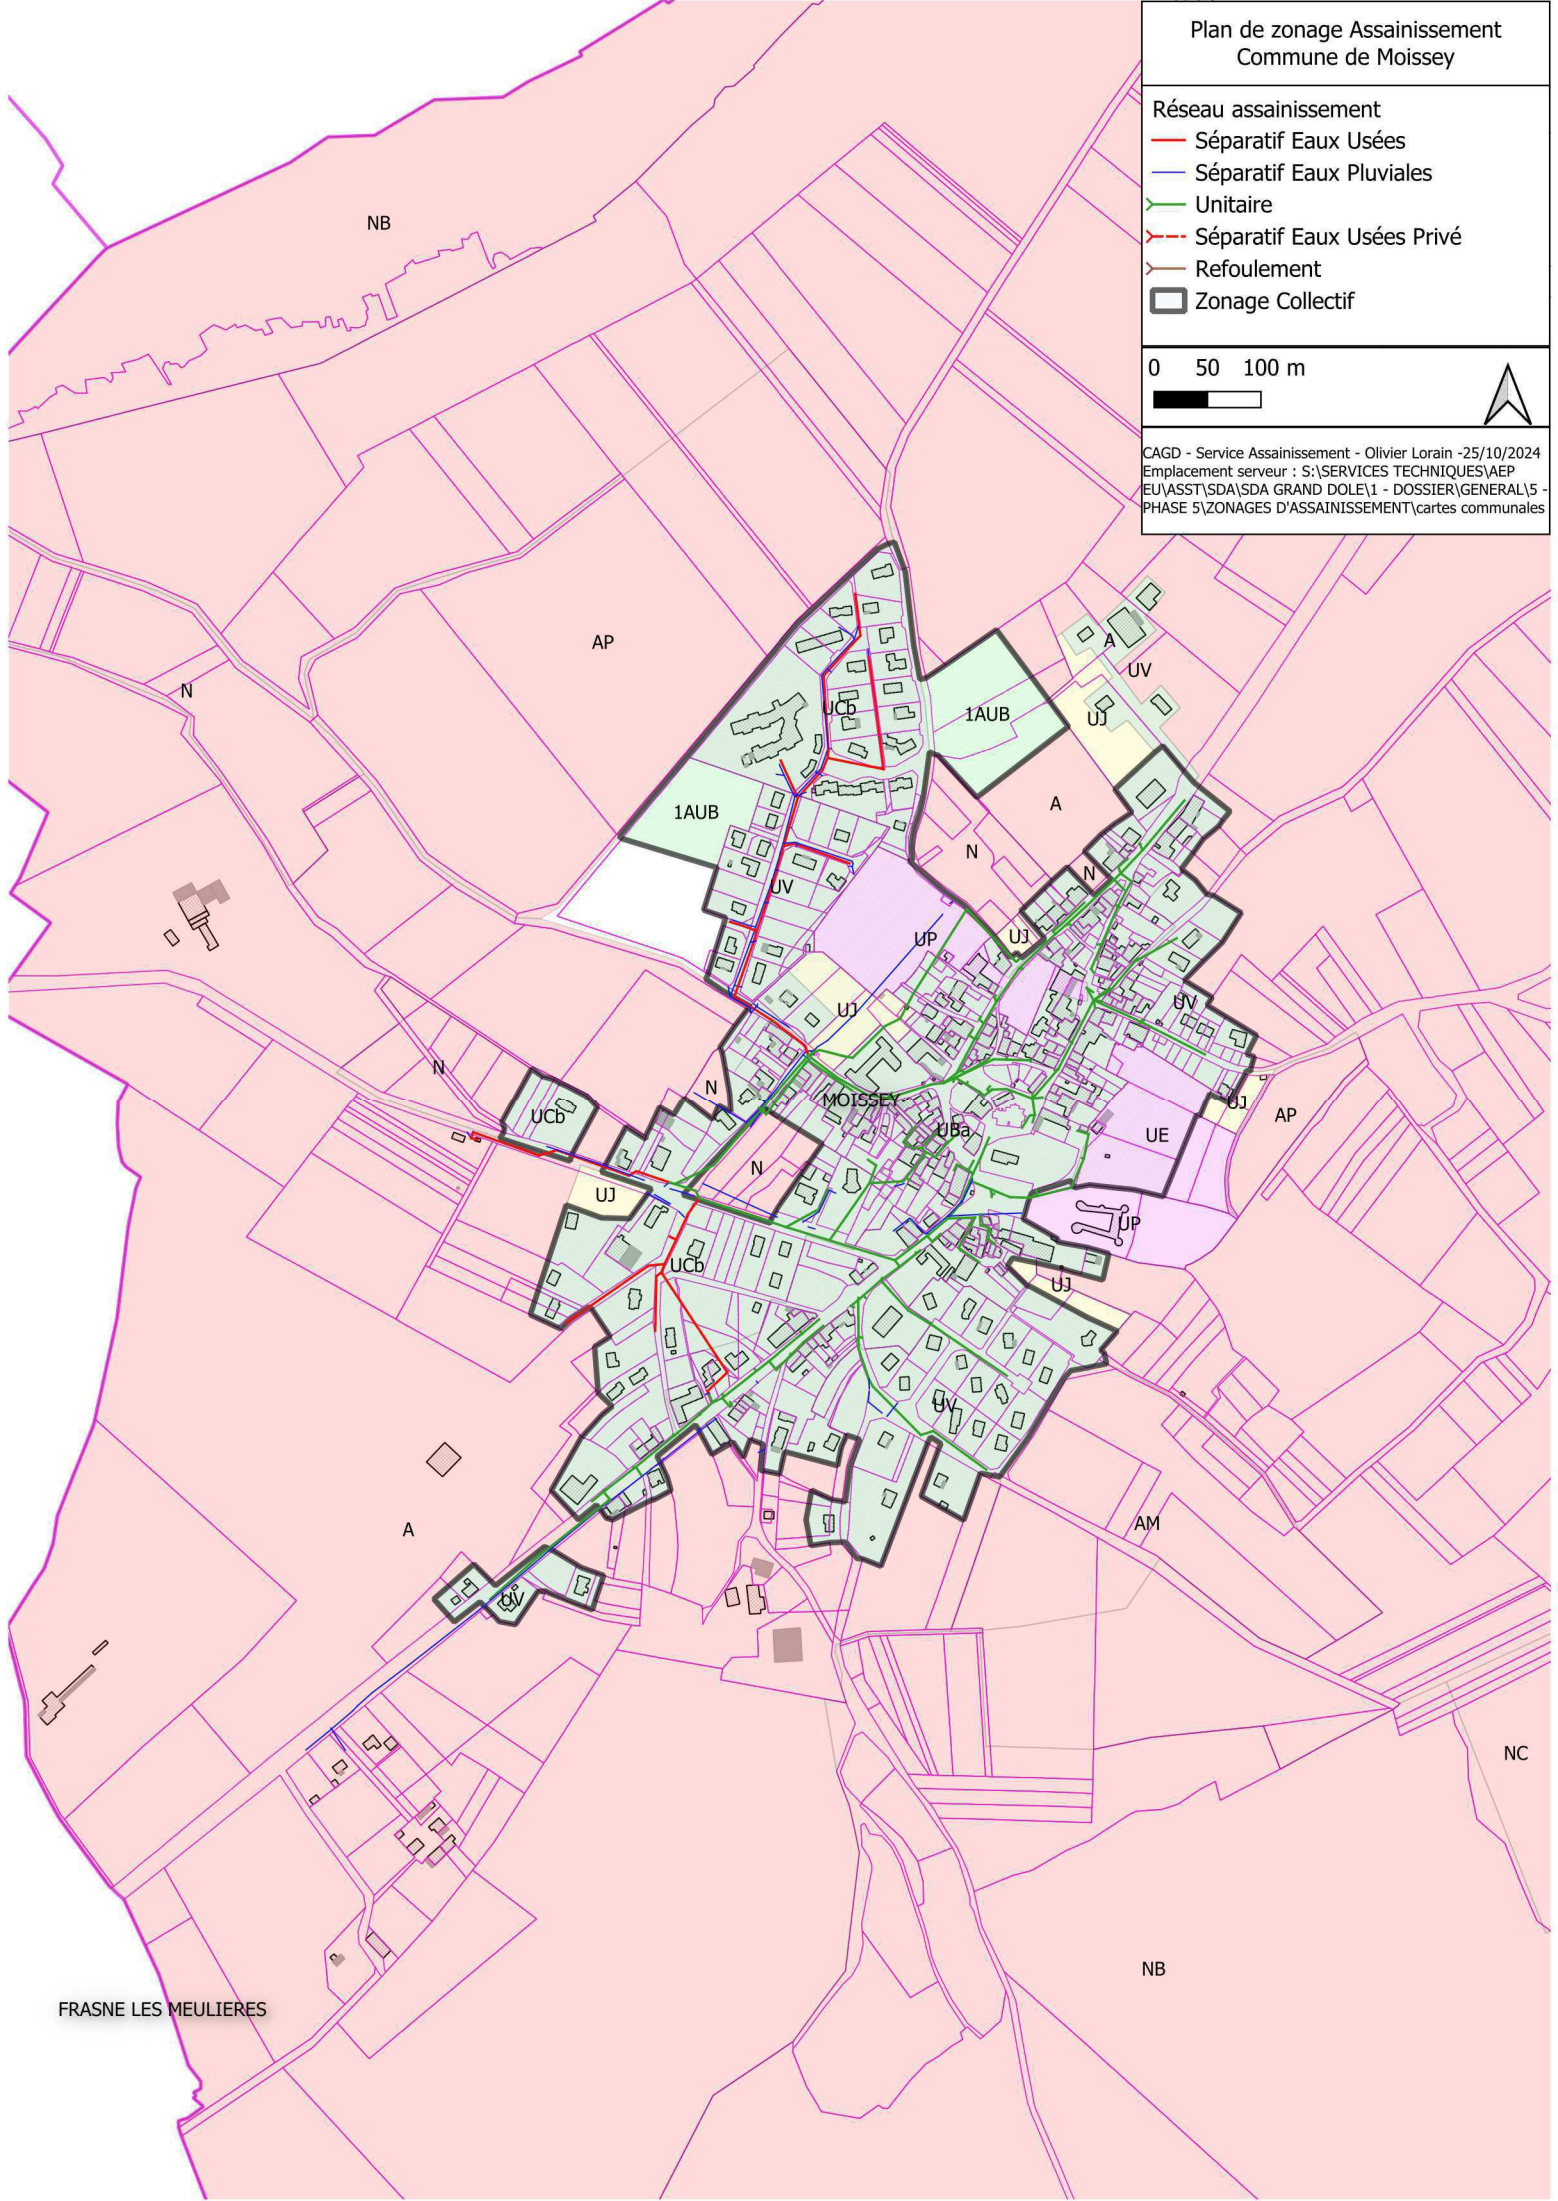 Plan de zonage Assainissement
Commune de Moissey
Réseau assainissement
Séparatif Eaux Usées
Séparatif Eaux Pluviales
Unitaire
Séparatif Eaux Usées Privé
Refoulement
Zonage Collectif
0 50 100 m
CAGD - Service Assainissement - Olivier Lorain -25/10/2024
Emplacement serveur : S:\SERVICES TECHNIQUES\AEP
EU\ASST\SDA\SDA GRAND DOLE\1 - DOSSIER\GENERAL\5 -
PHASE 5\ZONAGES D'ASSAINISSEMENT\cartes communales
NB
AP
A
UV
N
UCb
1AUB
UJ
1AUB
A
N
N
UV
UP
UJ
UV
UJ
N
N
MOISSEY
UJ
AP
UCb
UBa
UE
N
UJ
UP
UCb
UJ
UV
A
AM
UV
NC
NB
FRASNE LES MEULIERES